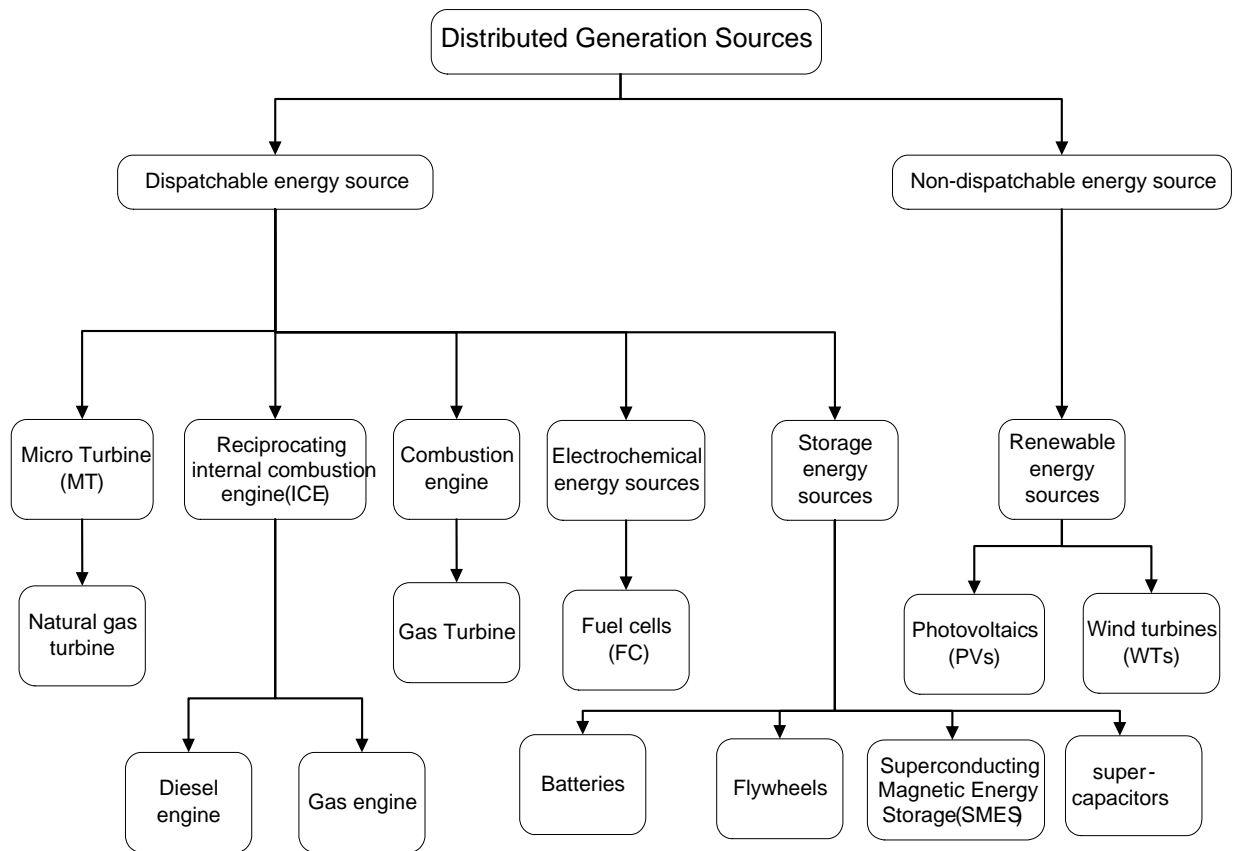 Distributed Generation Sources
Dispatchable energy source
Non-dispatchable energy source
Micro Turbine
(MT)
Reciprocating
internal combustion
engine(ICE)
Combustion
engine
Electrochemical
energy sources
Storage
energy
sources
Renewable
energy
sources
Natural gas
turbine
Gas Turbine
Fuel cells
(FC)
Photovoltaics
(PVs)
Wind turbines
(WTs)
Diesel
engine
Gas engine
Batteries
Flywheels
Superconducting
Magnetic Energy
Storage(SMES)
super-
capacitors